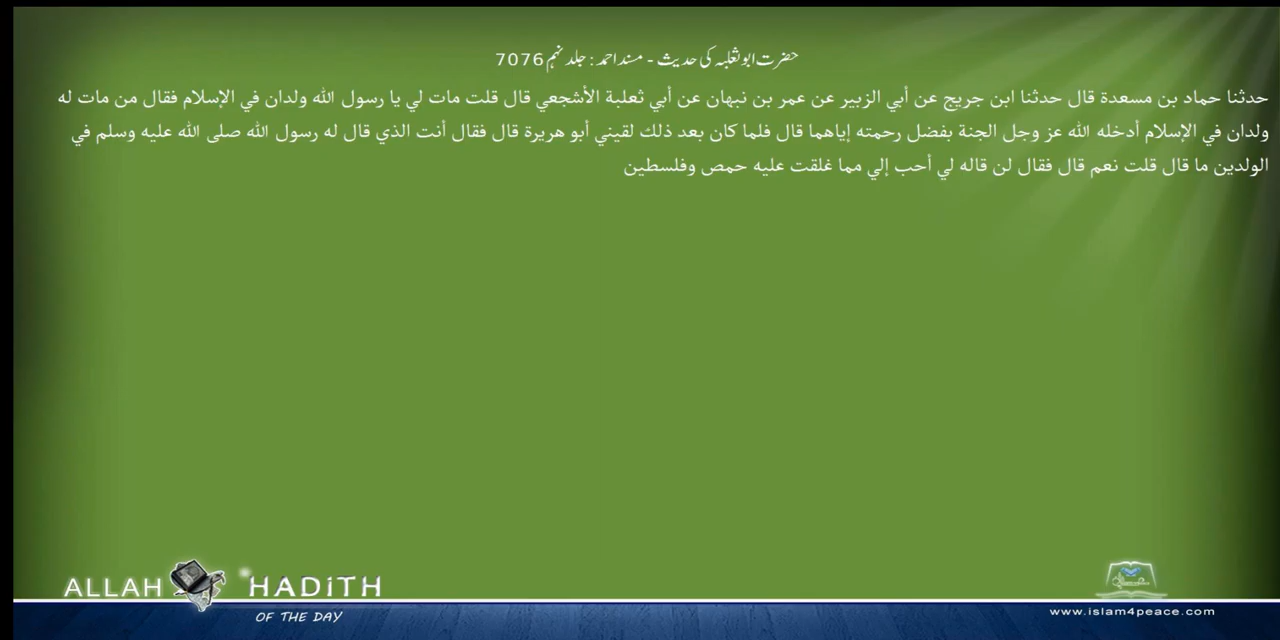 حضرت ابوثعلبہ کی حدیث - مسند احمد : جلد نہم 7076
حدثنا حماد بن مسعدة قال حدثنا ابن جريج عن أبي الزبير عن عمر بن نبهان عن أبي ثعلبة الأشجعي قال قلت مات لي يا رسول الله ولدان في الإسلام فقال من مات له
ولدان في الإسلام أدخله الله عز وجل الجنة بفضل رحمته إياهما قال فلما كان بعد ذلك لقيني أبو هريرة قال فقال أنت الذي قال له رسول الله صلى الله عليه وسلم في
الولدين ما قال قلت نعم قال فقال لن قاله لي أحب إلي مما غلقت عليه حمص وفلسطين
ALLAH HADITH
OF THE DAY
www.islam4peace.com